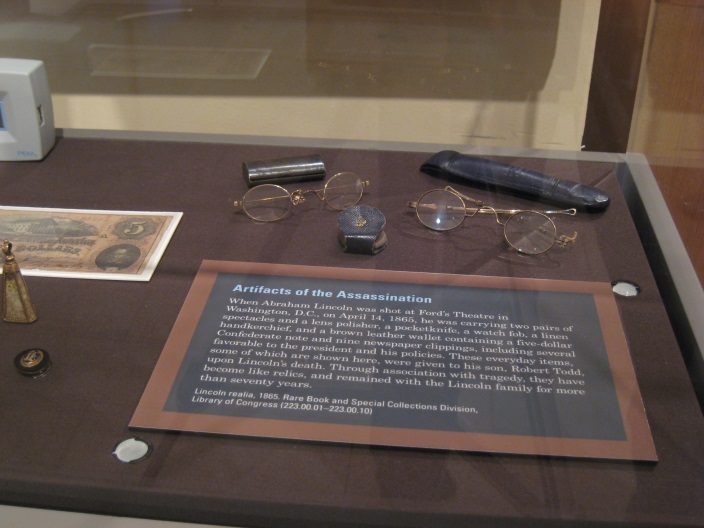 5
DOLLARS
Artifacts of the Assassination
When Abraham Lincoln was shot at Ford's Theatre in
Washington, D.C., on April 14, 1865, he was carrying two pairs of
spectacles and a lens polisher, a pocketknife, a watch fob, a linen
handkerchief, and a brown leather wallet containing a five-dollar
Confederate note and nine newspaper clippings, including several
favorable to the president and his policies. These everyday items,
some of which are shown here, were given to his son, Robert Todd,
upon Lincoln's death. Through association with tragedy, they have
become like relics, and remained with the Lincoln family for more
than seventy years.
Lincoln realia, 1865. Rare Book and Special Collections Division,
Library of Congress (223.00.01–223.00.10)